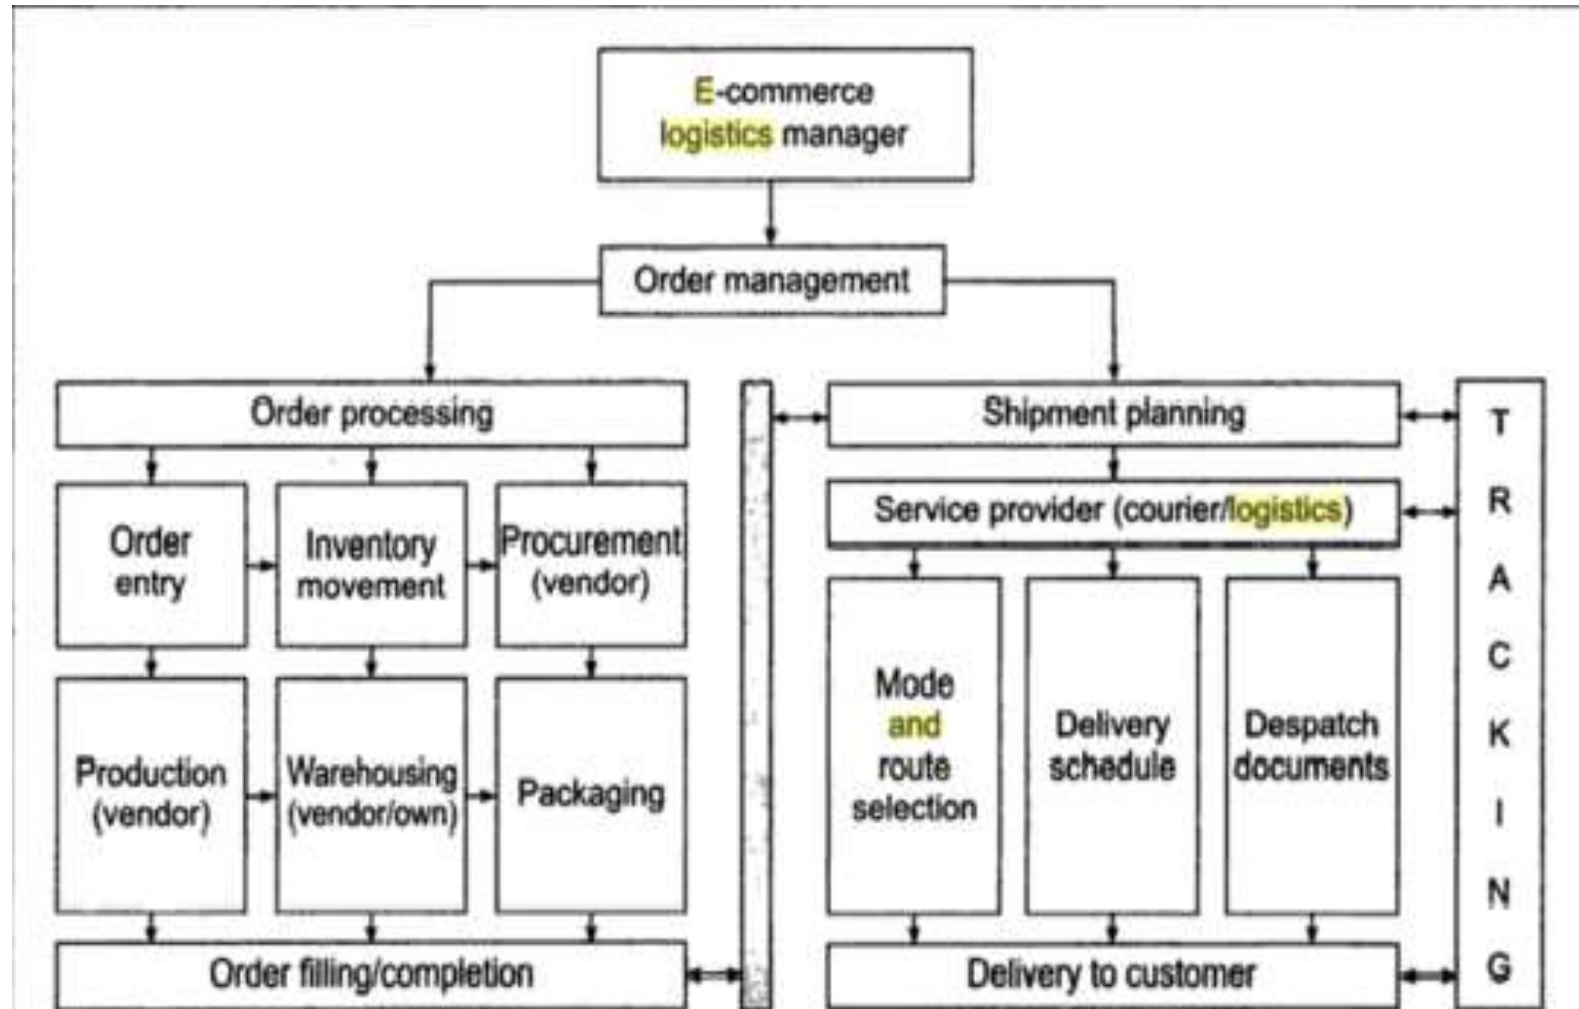 E-commerce
logistics manager
Order management
Order processing
Order
entry
Inventory
movement
Procurement
(vendor)
Production
(vendor)
Warehousing
(vendor/own)
Packaging
Order filling/completion
Shipment planning
Service provider (courier/logistics)
Mode
and
route
selection
Delivery
schedule
Despatch
documents
Delivery to customer
T
R
A
C
K
I
N
G